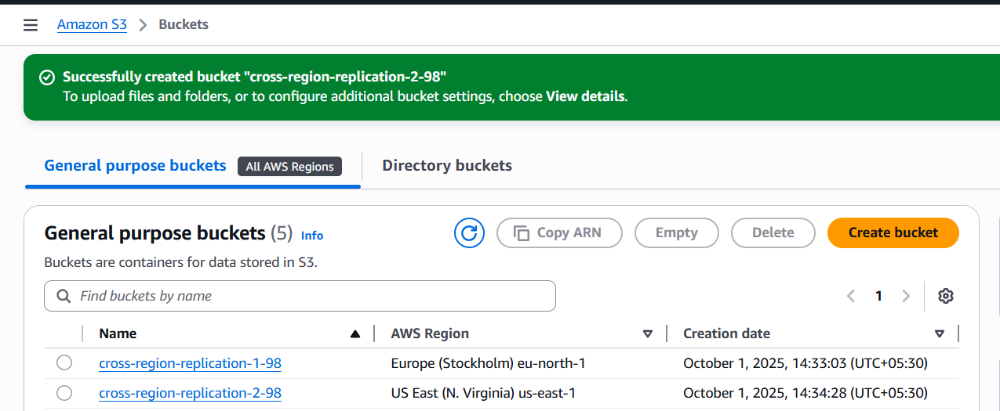 Amazon S3 > Buckets
Successfully created bucket "cross-region-replication-2-98"
To upload files and folders, or to configure additional bucket settings, choose View details.
General purpose buckets All AWS Regions Directory buckets
General purpose buckets (5) Info Copy ARN Empty Delete Create bucket
Buckets are containers for data stored in S3.
Find buckets by name 1
Name AWS Region Creation date
cross-region-replication-1-98 Europe (Stockholm) eu-north-1 October 1, 2025, 14:33:03 (UTC+05:30)
cross-region-replication-2-98 US East (N. Virginia) us-east-1 October 1, 2025, 14:34:28 (UTC+05:30)